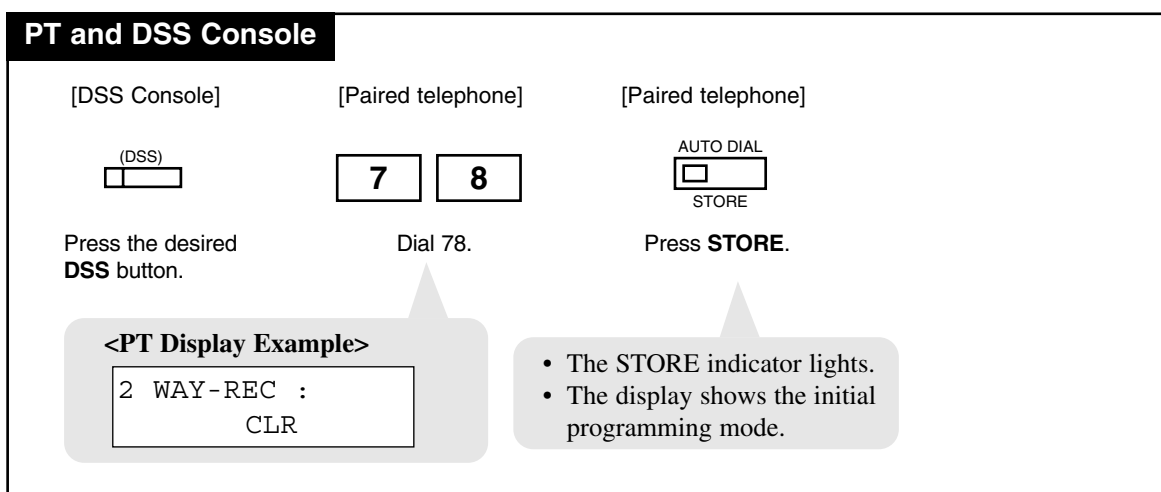 PT and DSS Console
[DSS Console]
[Paired telephone]
[Paired telephone]
(DSS)
7 8
AUTO DIAL
STORE
Press the desired
DSS button.
Dial 78.
Press STORE.
<PT Display Example>
2 WAY-REC :
CLR
• The STORE indicator lights.
• The display shows the initial
programming mode.